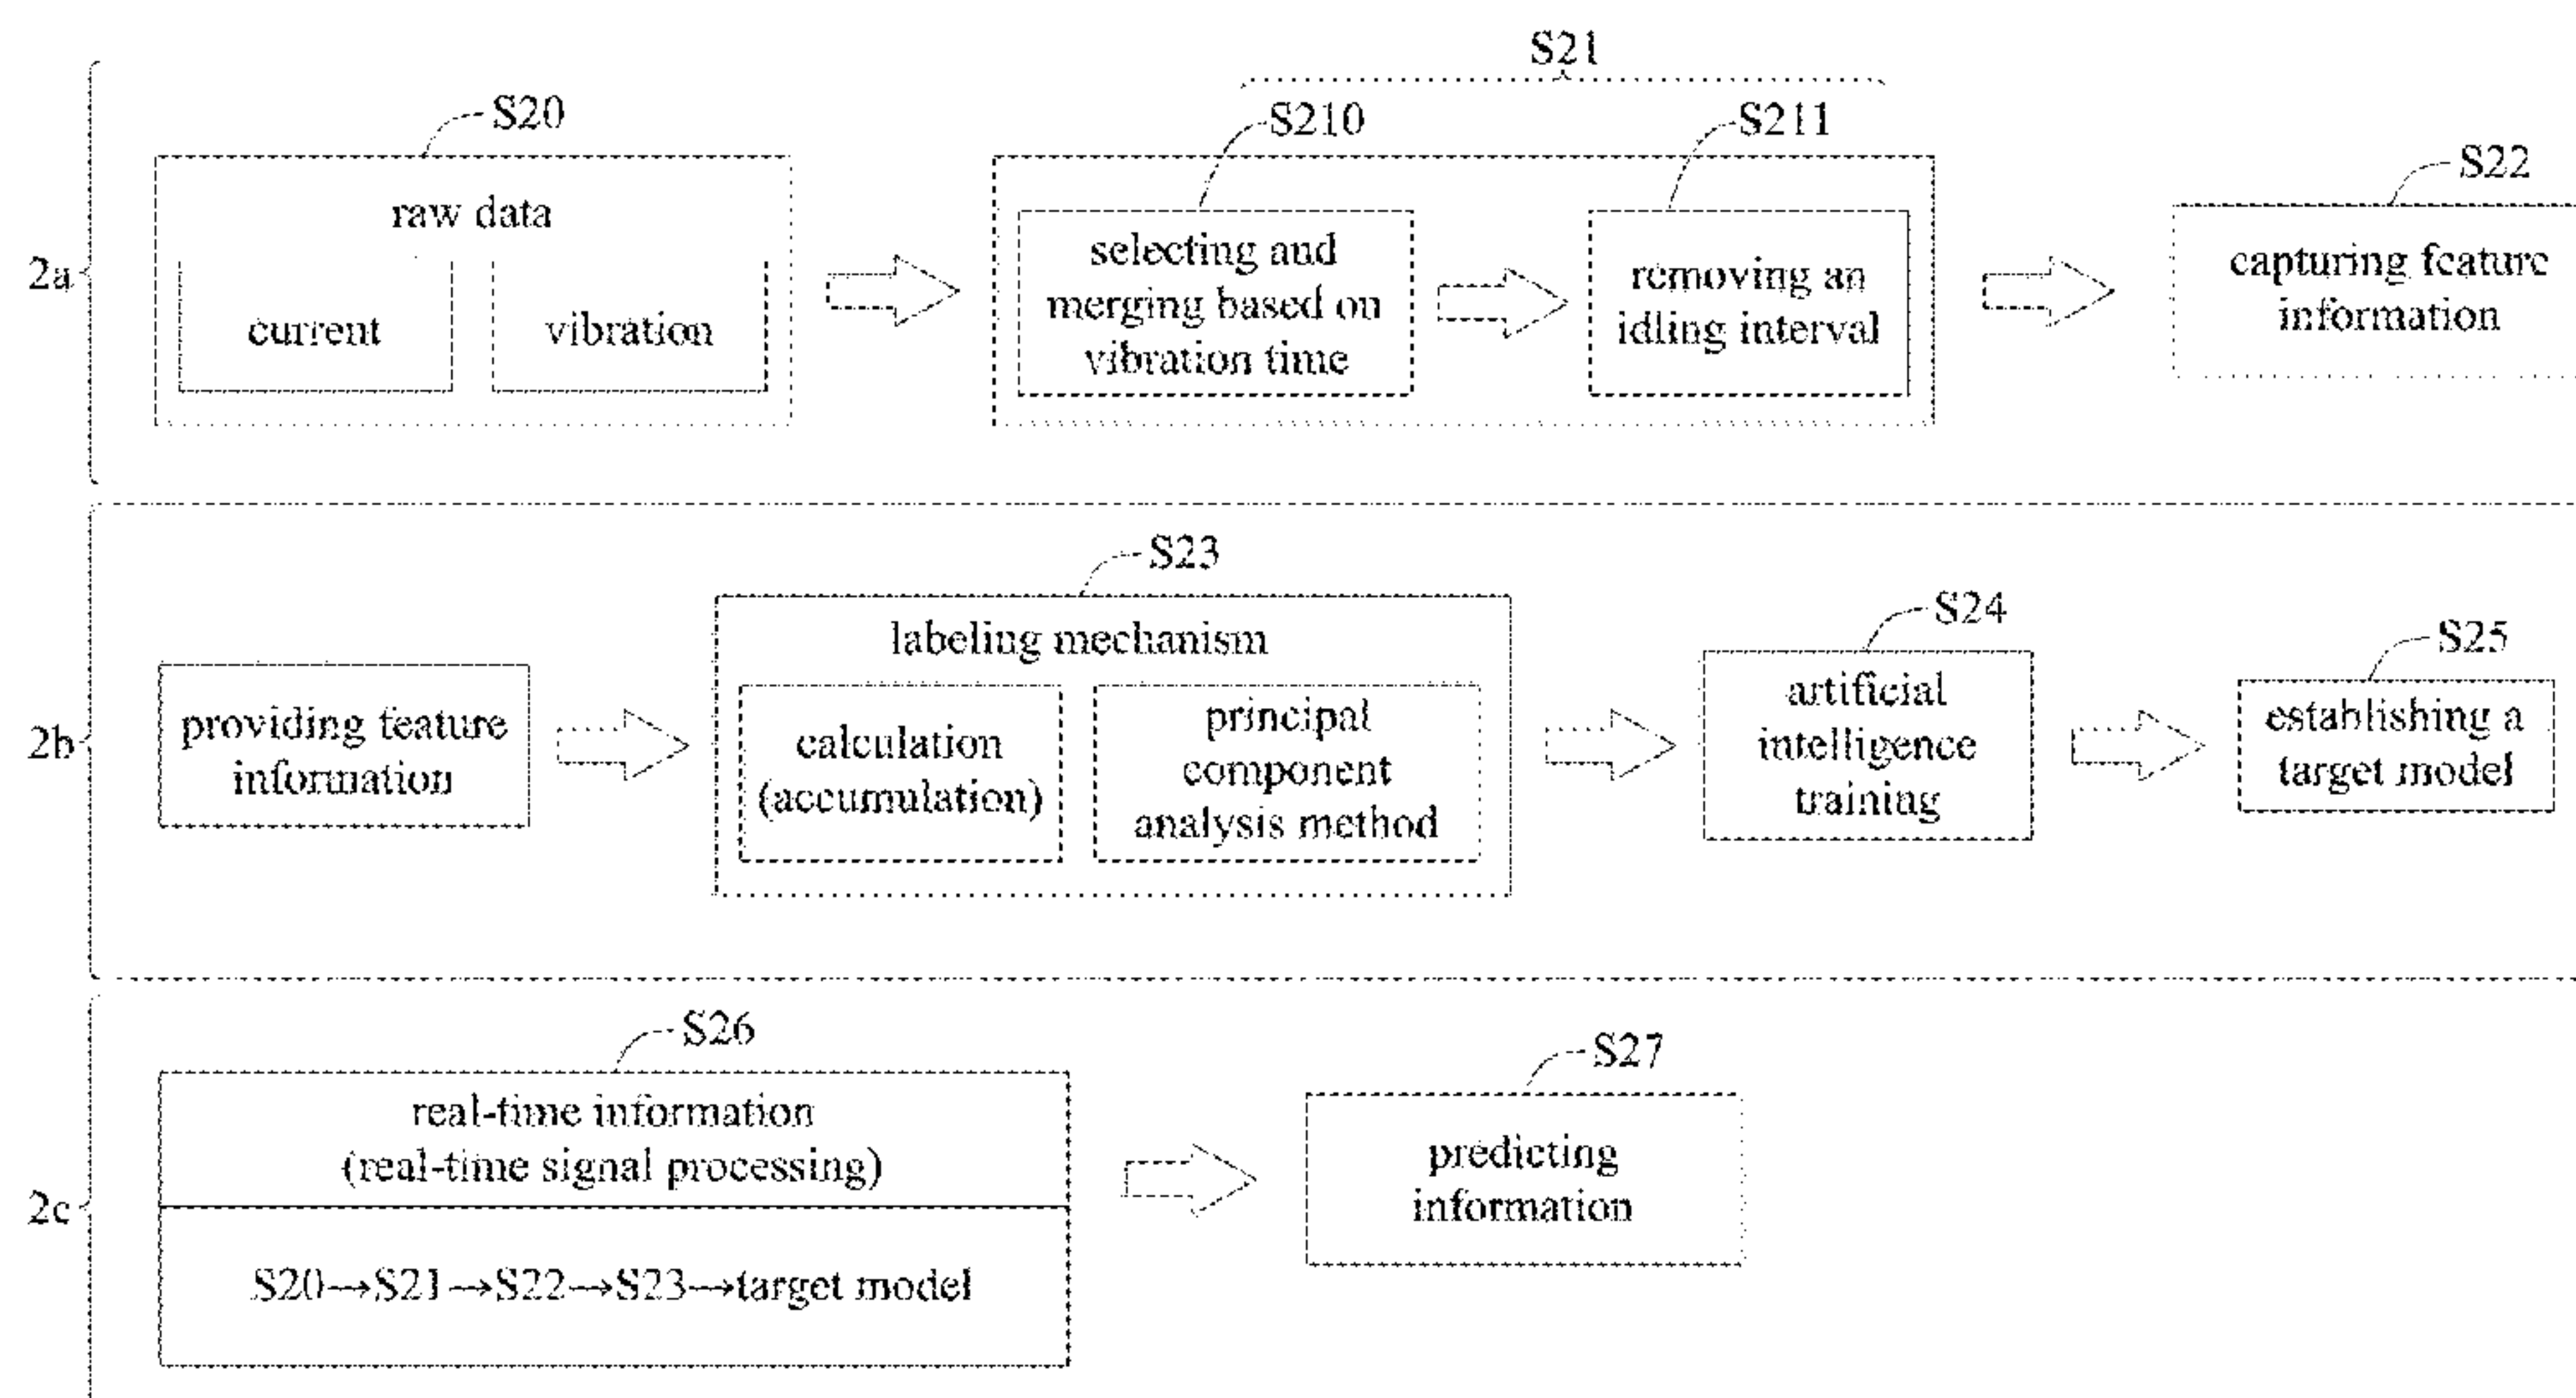 S21
S20
S210
S211
S22
2a
raw data
current
vibration
selecting and
merging based on
vibration time
removing an
idling interval
capturing feature
information
2b
S23
S24
S25
providing feature
information
labeling mechanism
calculation
(accumulation)
principal
component
analysis method
artificial
intelligence
training
establishing a
target model
2c
S26
S27
real-time information
(real-time signal processing)
S20→S21→S22→S23→target model
predicting
information